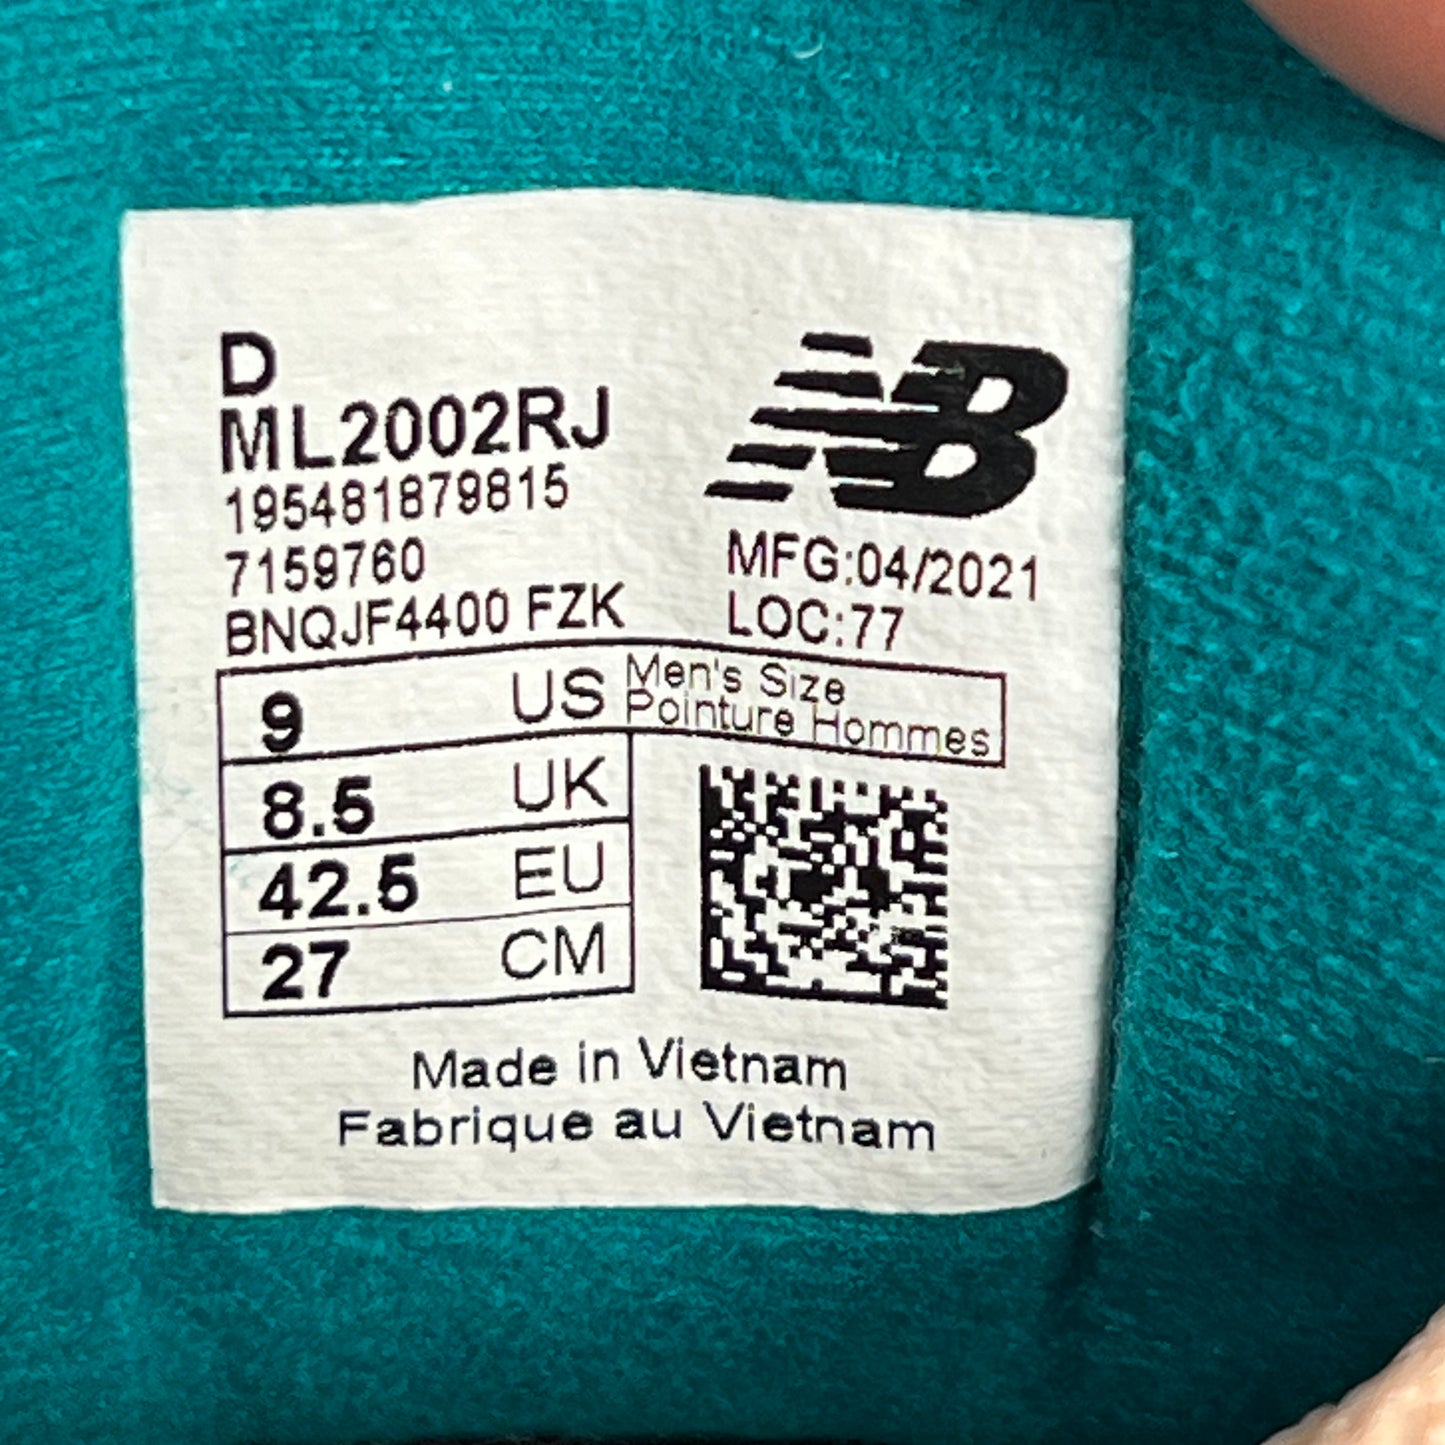 D
ML2002RJ
195481879815
7159760
BNQJF4400 FZK
NB
MFG:04/2021
LOC:77
9 US Men's Size
Pointure Hommes
8.5 UK
42.5 EU
27 CM
Made in Vietnam
Fabrique au Vietnam